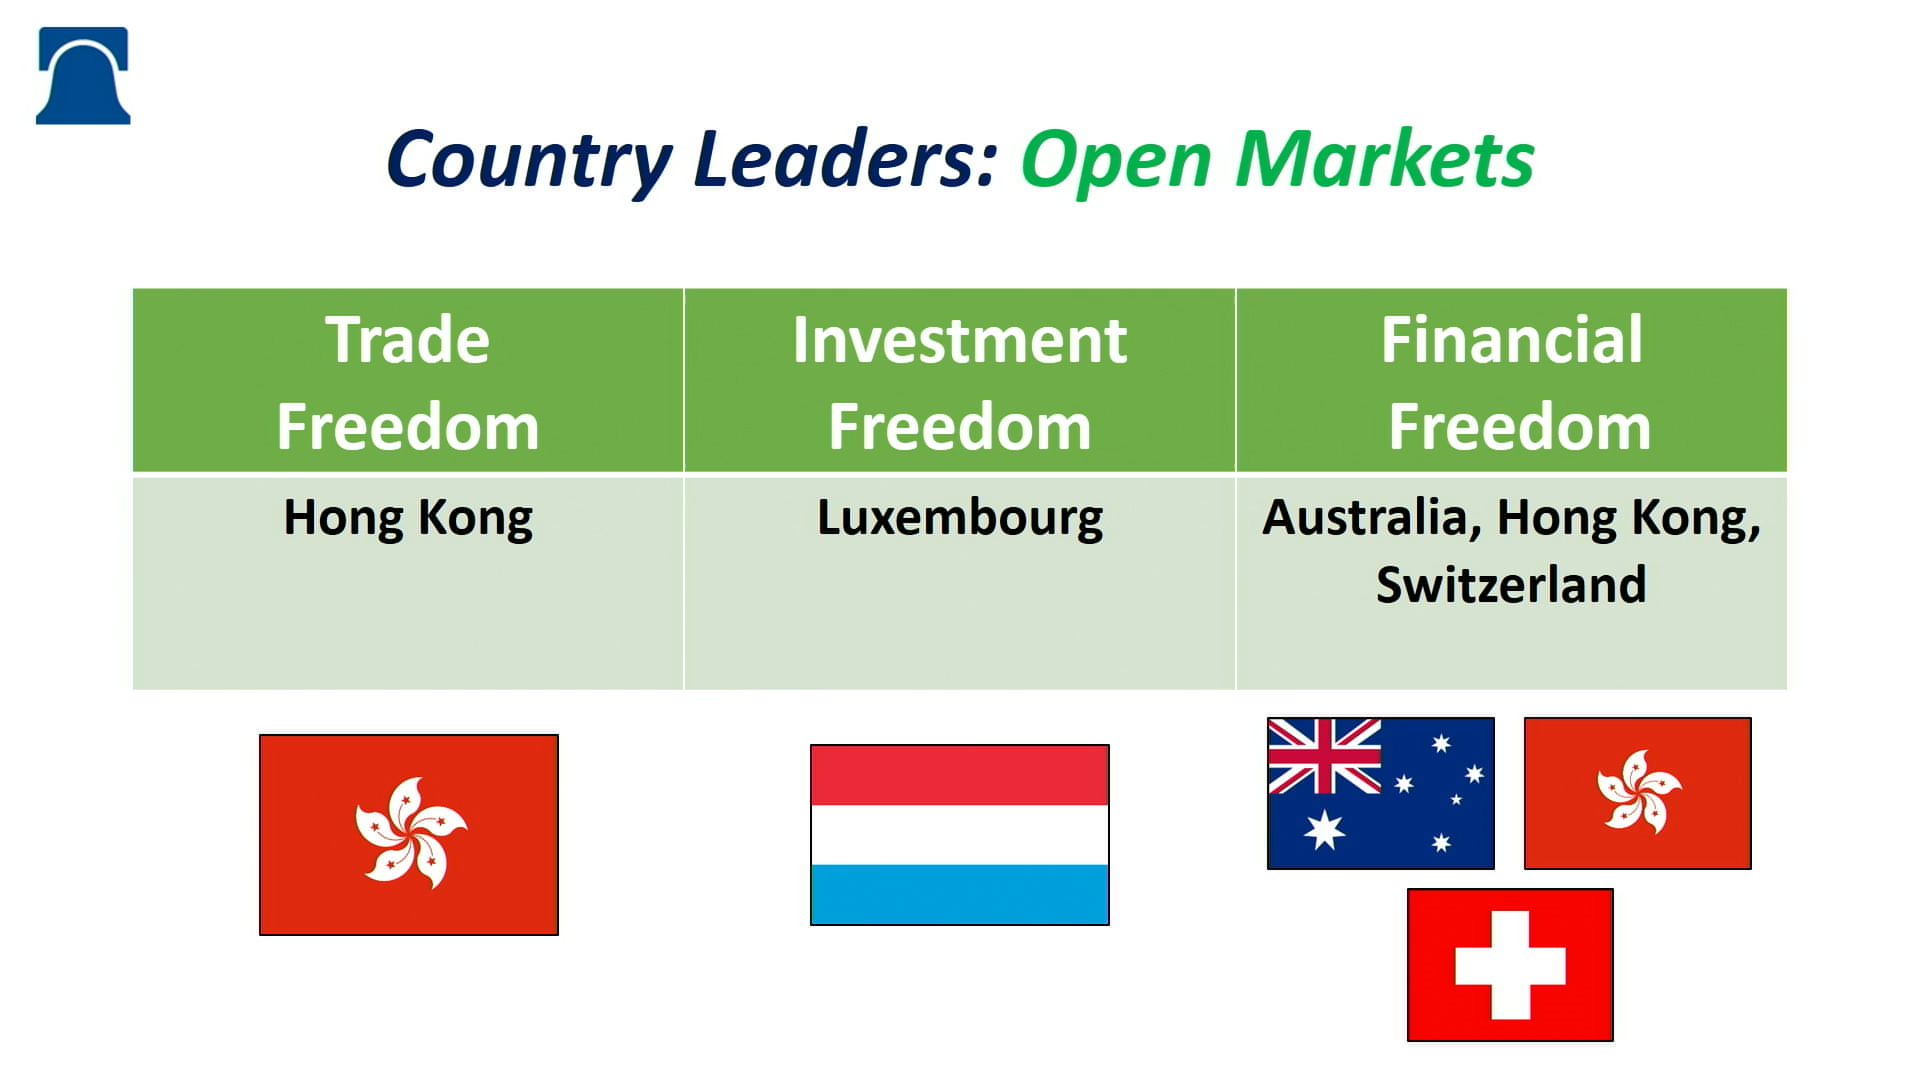 Country Leaders: Open Markets
Trade
Freedom
Investment
Freedom
Financial
Freedom
Hong Kong
Luxembourg
Australia, Hong Kong,
Switzerland